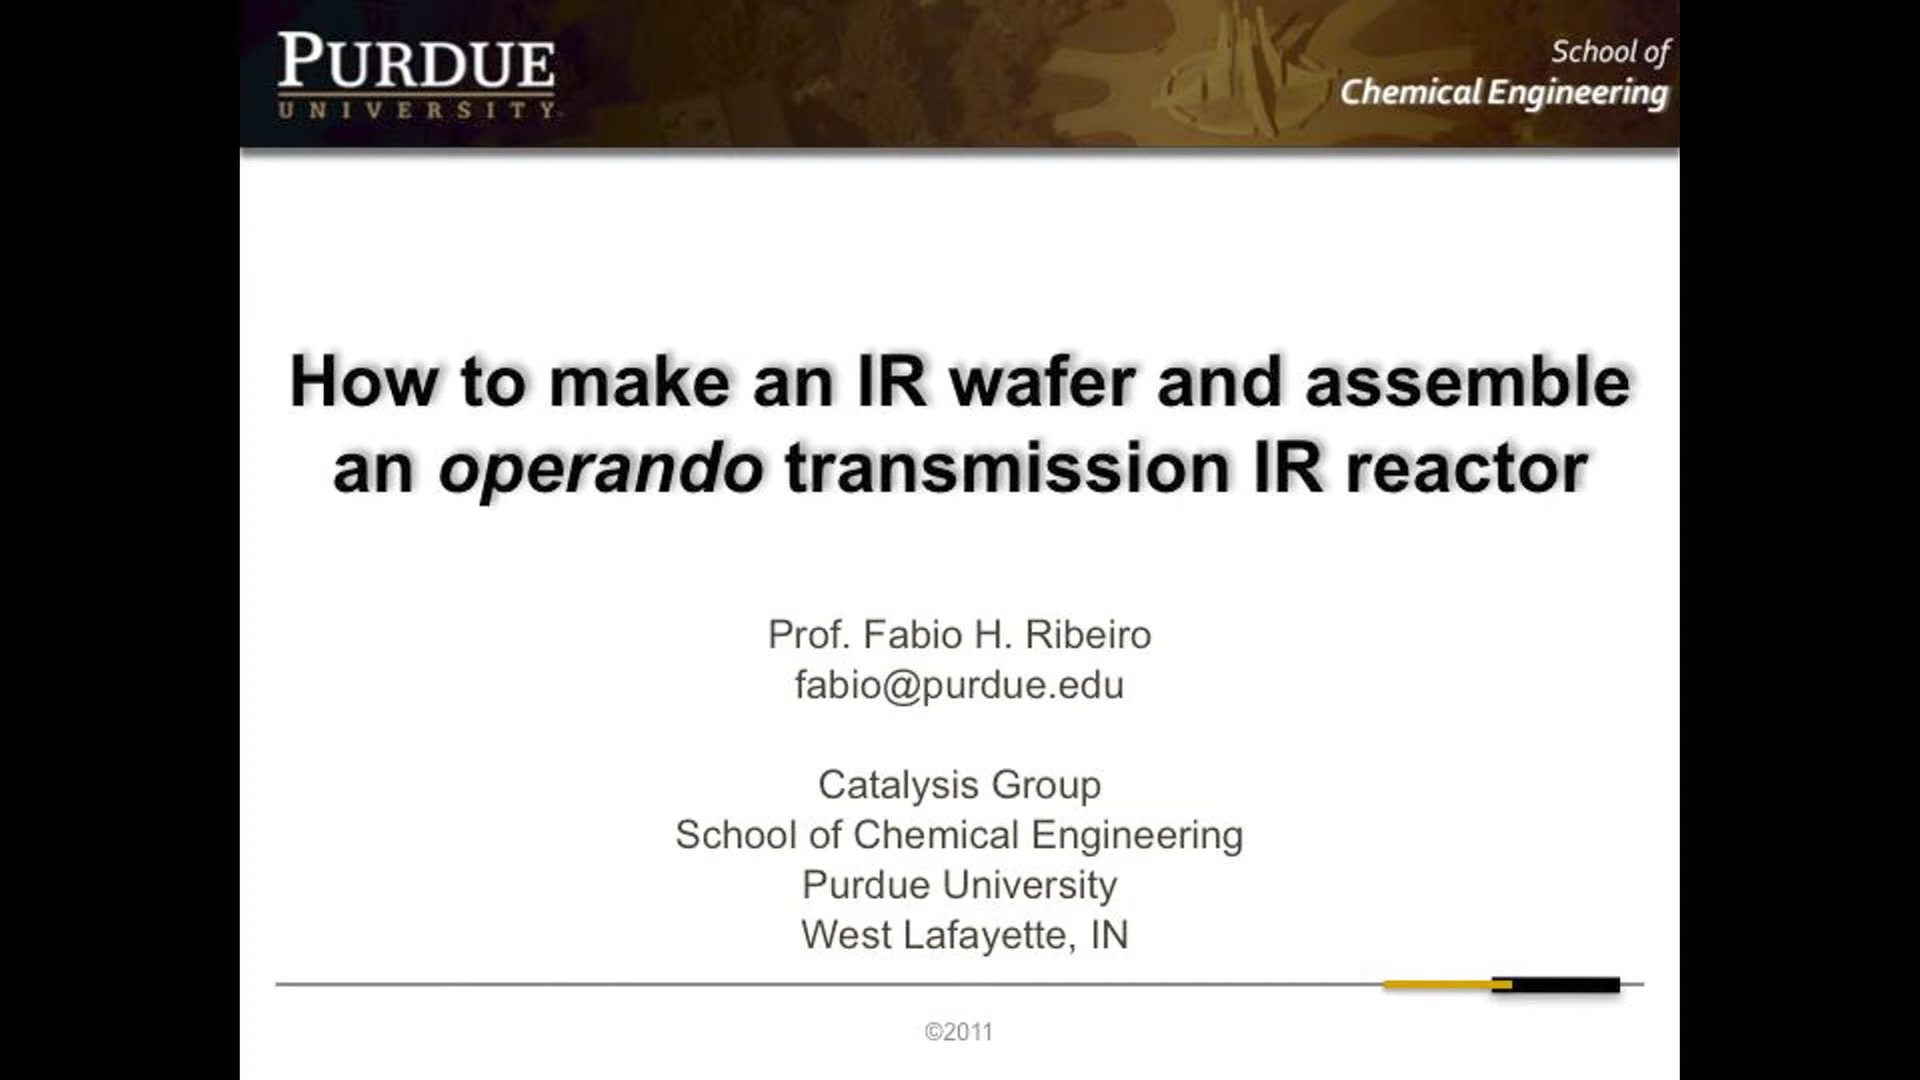 PURDUE
UNIVERSITY
School of
Chemical Engineering
How to make an IR wafer and assemble
an operando transmission IR reactor
Prof. Fabio H. Ribeiro
fabio@purdue.edu
Catalysis Group
School of Chemical Engineering
Purdue University
West Lafayette, IN
©2011